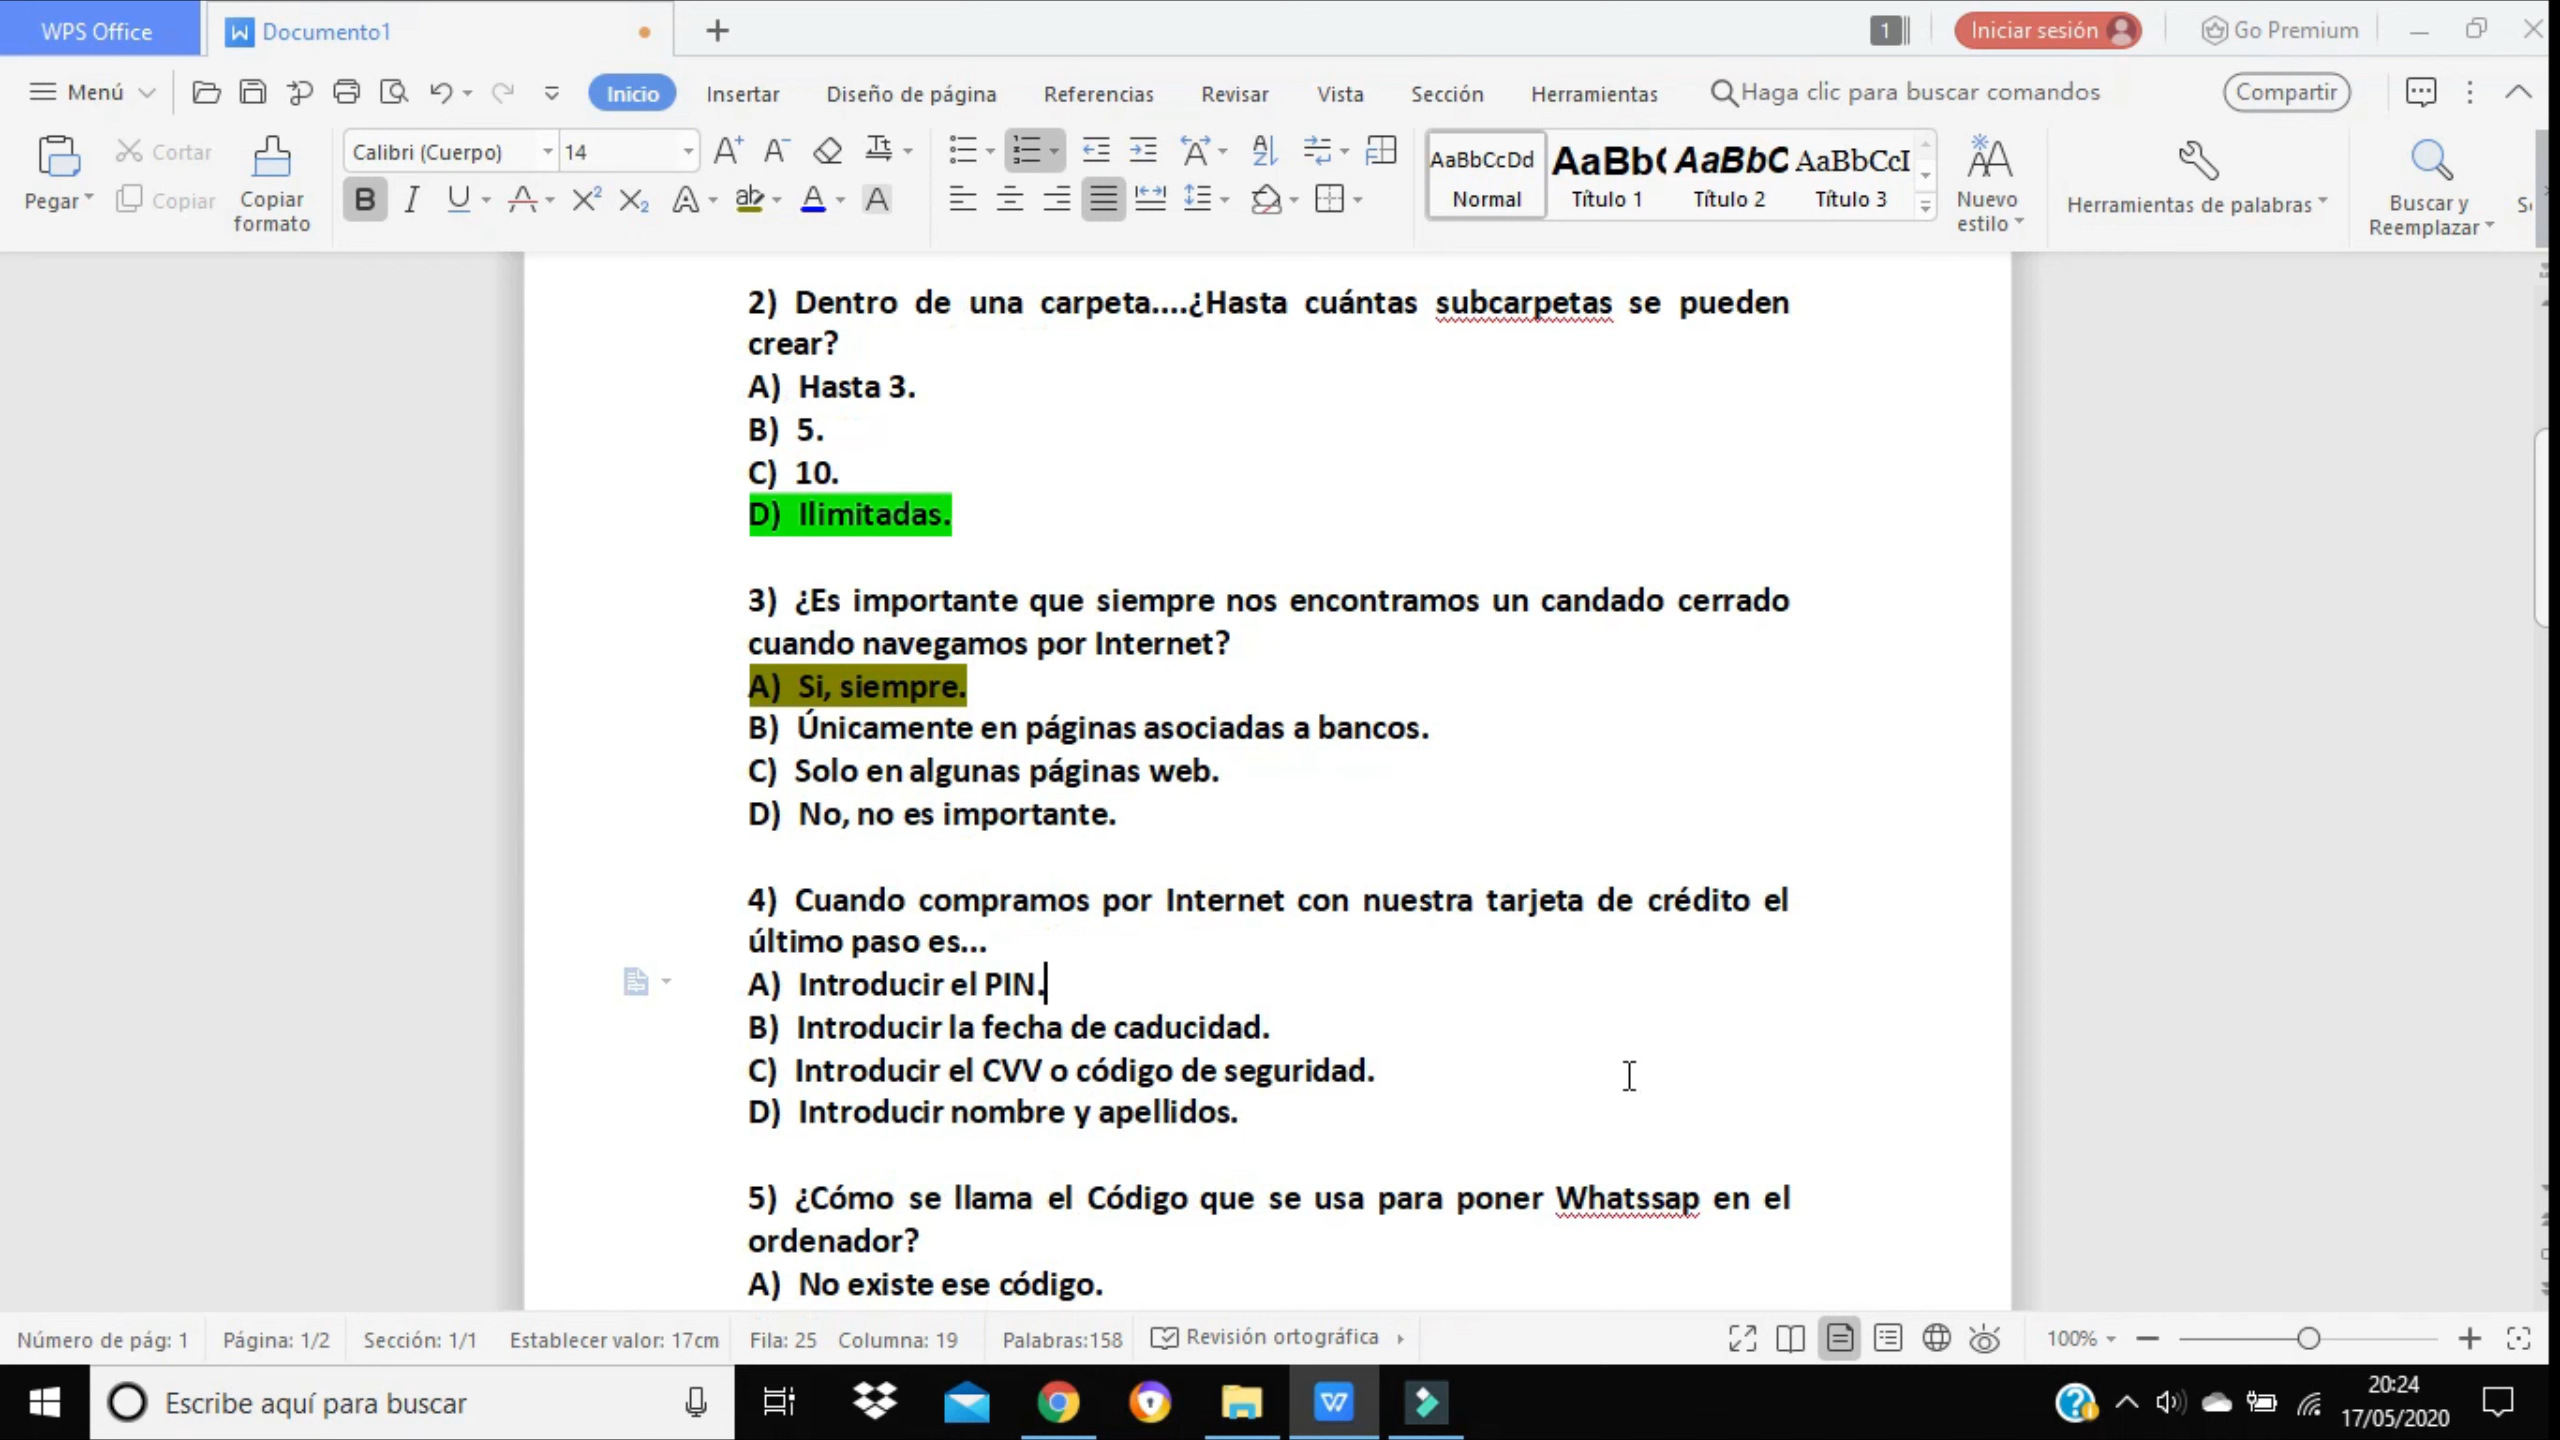 WPS Office
Documento1
1
Iniciar sesión
Go Premium
Menú
Inicio
Insertar
Diseño de página
Referencias
Revisar
Vista
Sección
Herramientas
Haga clic para buscar comandos
Compartir
Pegar
Cortar
Copiar
Copiar formato
Calibri (Cuerpo)
14
AaBbCcDd
Normal
AaBb(
Título 1
AaBbC
Título 2
AaBbCcI
Título 3
Nuevo estilo
Herramientas de palabras
Buscar y Reemplazar
2) Dentro de una carpeta....¿Hasta cuántas subcarpetas se pueden
crear?
A) Hasta 3.
B) 5.
C) 10.
D) Ilimitadas.
3) ¿Es importante que siempre nos encontramos un candado cerrado
cuando navegamos por Internet?
A) Si, siempre.
B) Únicamente en páginas asociadas a bancos.
C) Solo en algunas páginas web.
D) No, no es importante.
4) Cuando compramos por Internet con nuestra tarjeta de crédito el
último paso es...
A) Introducir el PIN.
B) Introducir la fecha de caducidad.
C) Introducir el CVV o código de seguridad.
D) Introducir nombre y apellidos.
5) ¿Cómo se llama el Código que se usa para poner Whatssap en el
ordenador?
A) No existe ese código.
Número de pág: 1
Página: 1/2
Sección: 1/1
Establecer valor: 17cm
Fila: 25
Columna: 19
Palabras:158
Revisión ortográfica
100%
Escribe aquí para buscar
20:24
17/05/2020